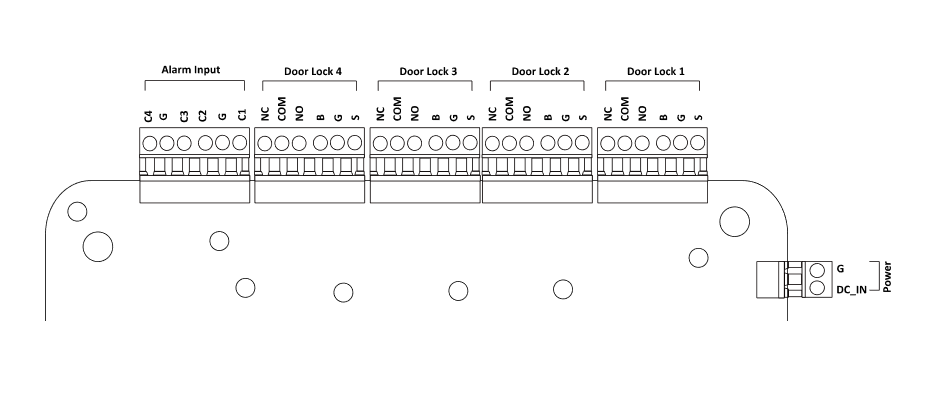 Alarm Input
Door Lock 4
Door Lock 3
Door Lock 2
Door Lock 1
C4 G C3 C2 G C1
NC COM NO B G S
NC COM NO B G S
NC COM NO B G S
NC COM NO B G S
G
DC_IN
Power